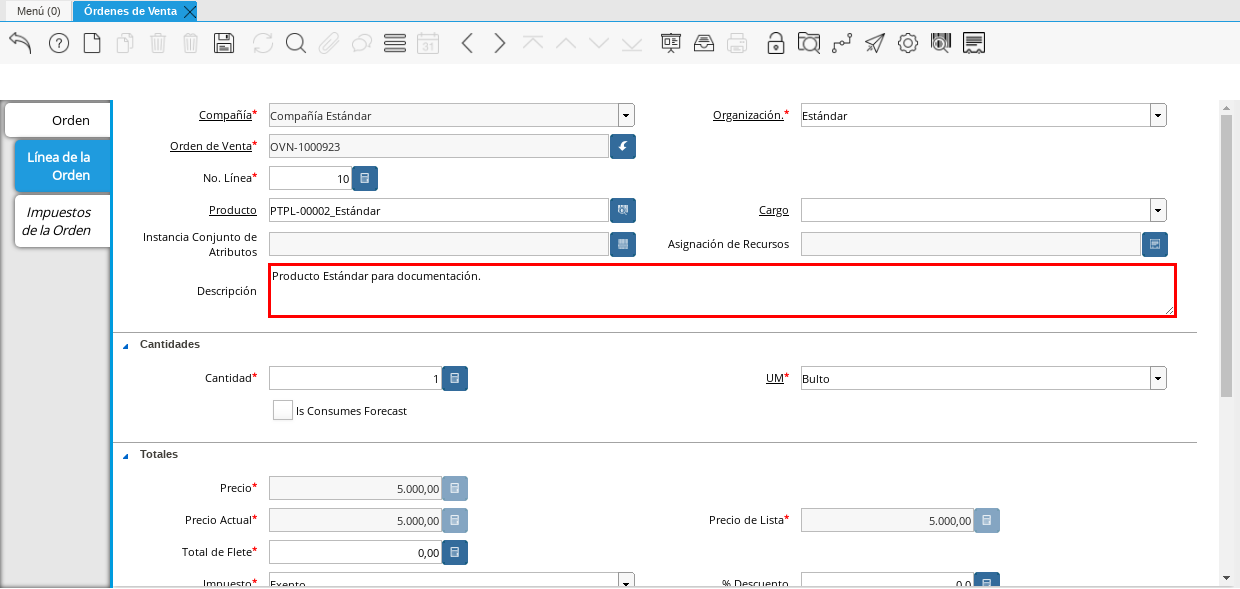 Menú (0)
Órdenes de Venta
31
Orden
Línea de la
Orden
Impuestos
de la Orden
Compañía* Compañía Estándar Organización.* Estándar
Orden de Venta* OVN-1000923
No. Línea* 10
Producto PTPL-00002_Estándar Cargo
Instancia Conjunto de
Atributos
Asignación de Recursos
Descripción Producto Estándar para documentación.
Cantidades
Cantidad* 1 UM* Bulto
Is Consumes Forecast
Totales
Precio* 5.000,00
Precio Actual* 5.000,00 Precio de Lista* 5.000,00
Total de Flete* 0,00
Impuesto* Exento % Descuento 0,0